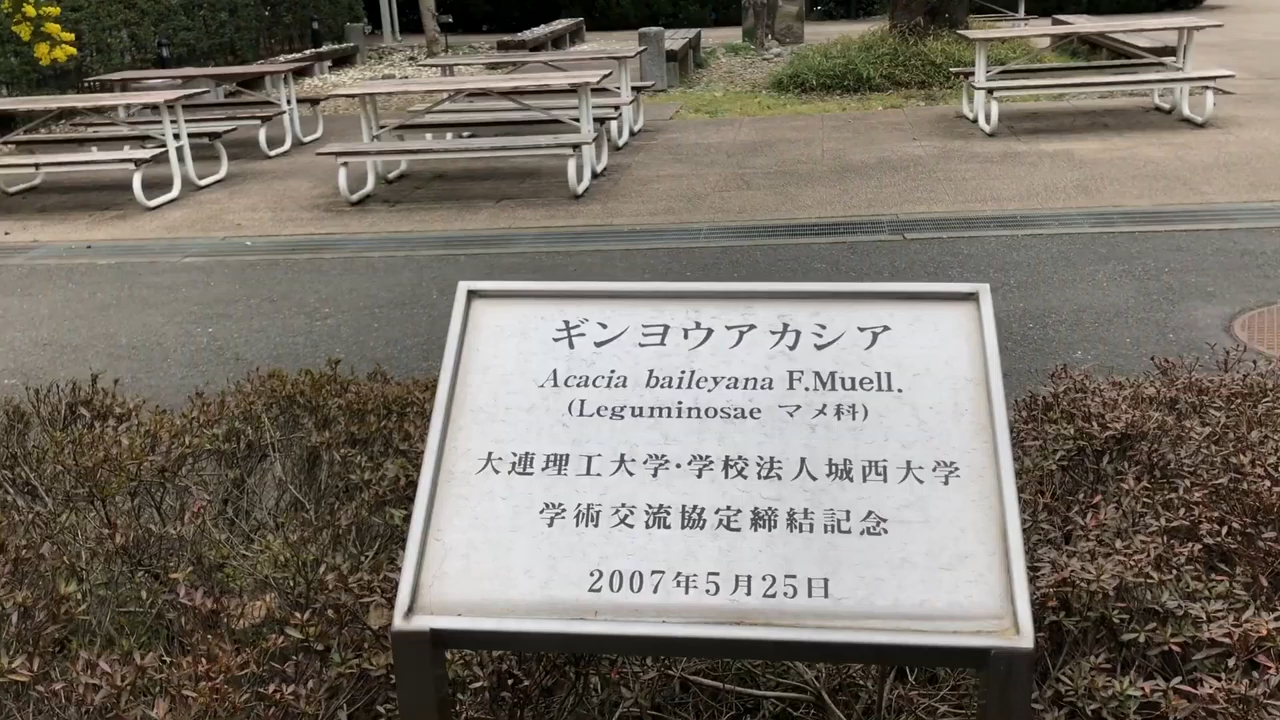 ギンヨウアカシア
Acacia baileyana F.Muell.
(Leguminosae マメ科)
大連理工大学・学校法人城西大学
学術交流協定締結記念
2007年5月25日